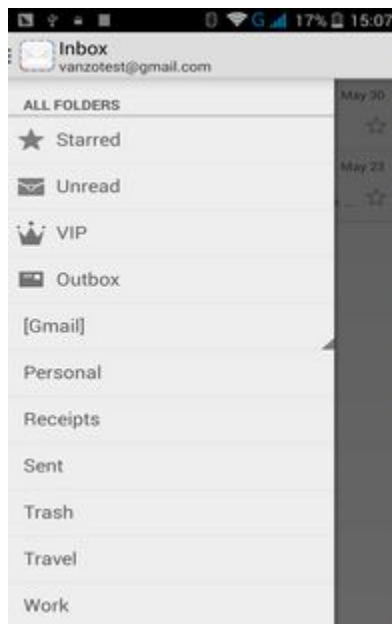 G 17% 15:07
Inbox
vanzotest@gmail.com
ALL FOLDERS
May 30
Starred
May 23
Unread
VIP
Outbox
[Gmail]
Personal
Receipts
Sent
Trash
Travel
Work